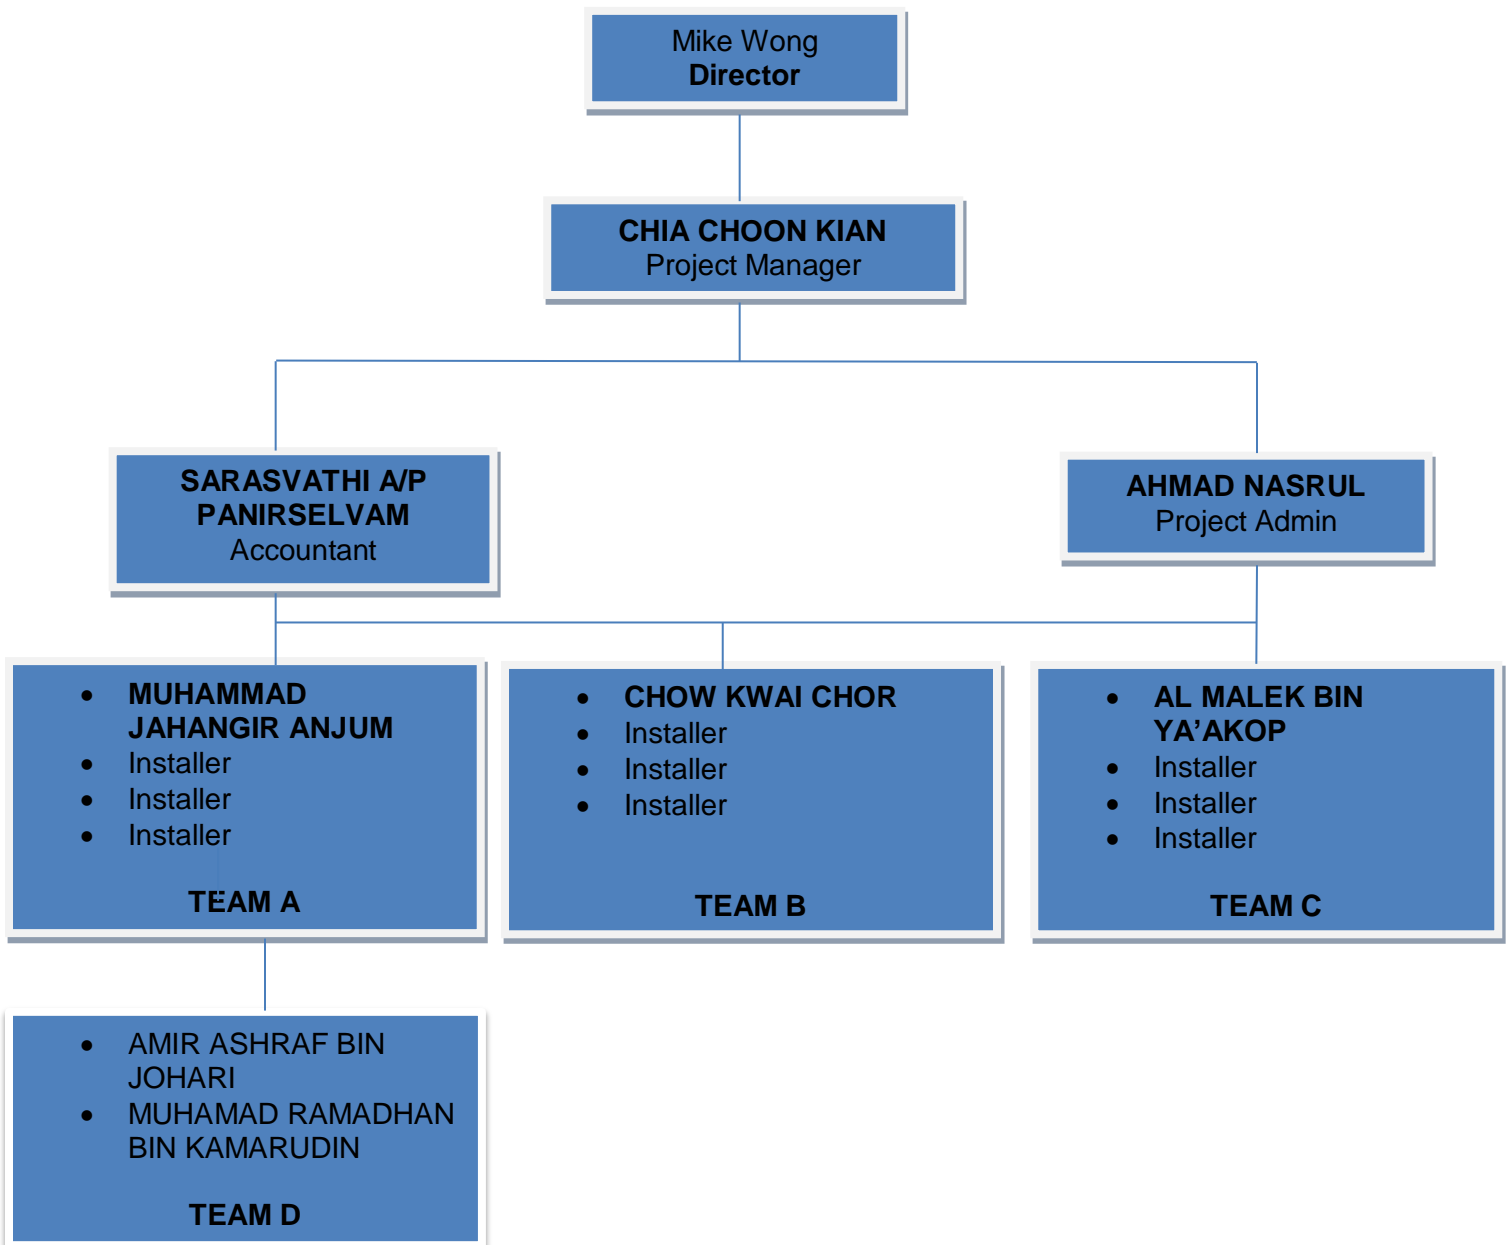 Mike Wong
Director
CHIA CHOON KIAN
Project Manager
SARASVATHI A/P
PANIRSELVAM
Accountant
AHMAD NASRUL
Project Admin
• MUHAMMAD
JAHANGIR ANJUM
• Installer
• Installer
• Installer
TEAM A
• CHOW KWAI CHOR
• Installer
• Installer
• Installer
TEAM B
• AL MALEK BIN
YA’AKOP
• Installer
• Installer
• Installer
TEAM C
• AMIR ASHRAF BIN
JOHARI
• MUHAMAD RAMADHAN
BIN KAMARUDIN
TEAM D